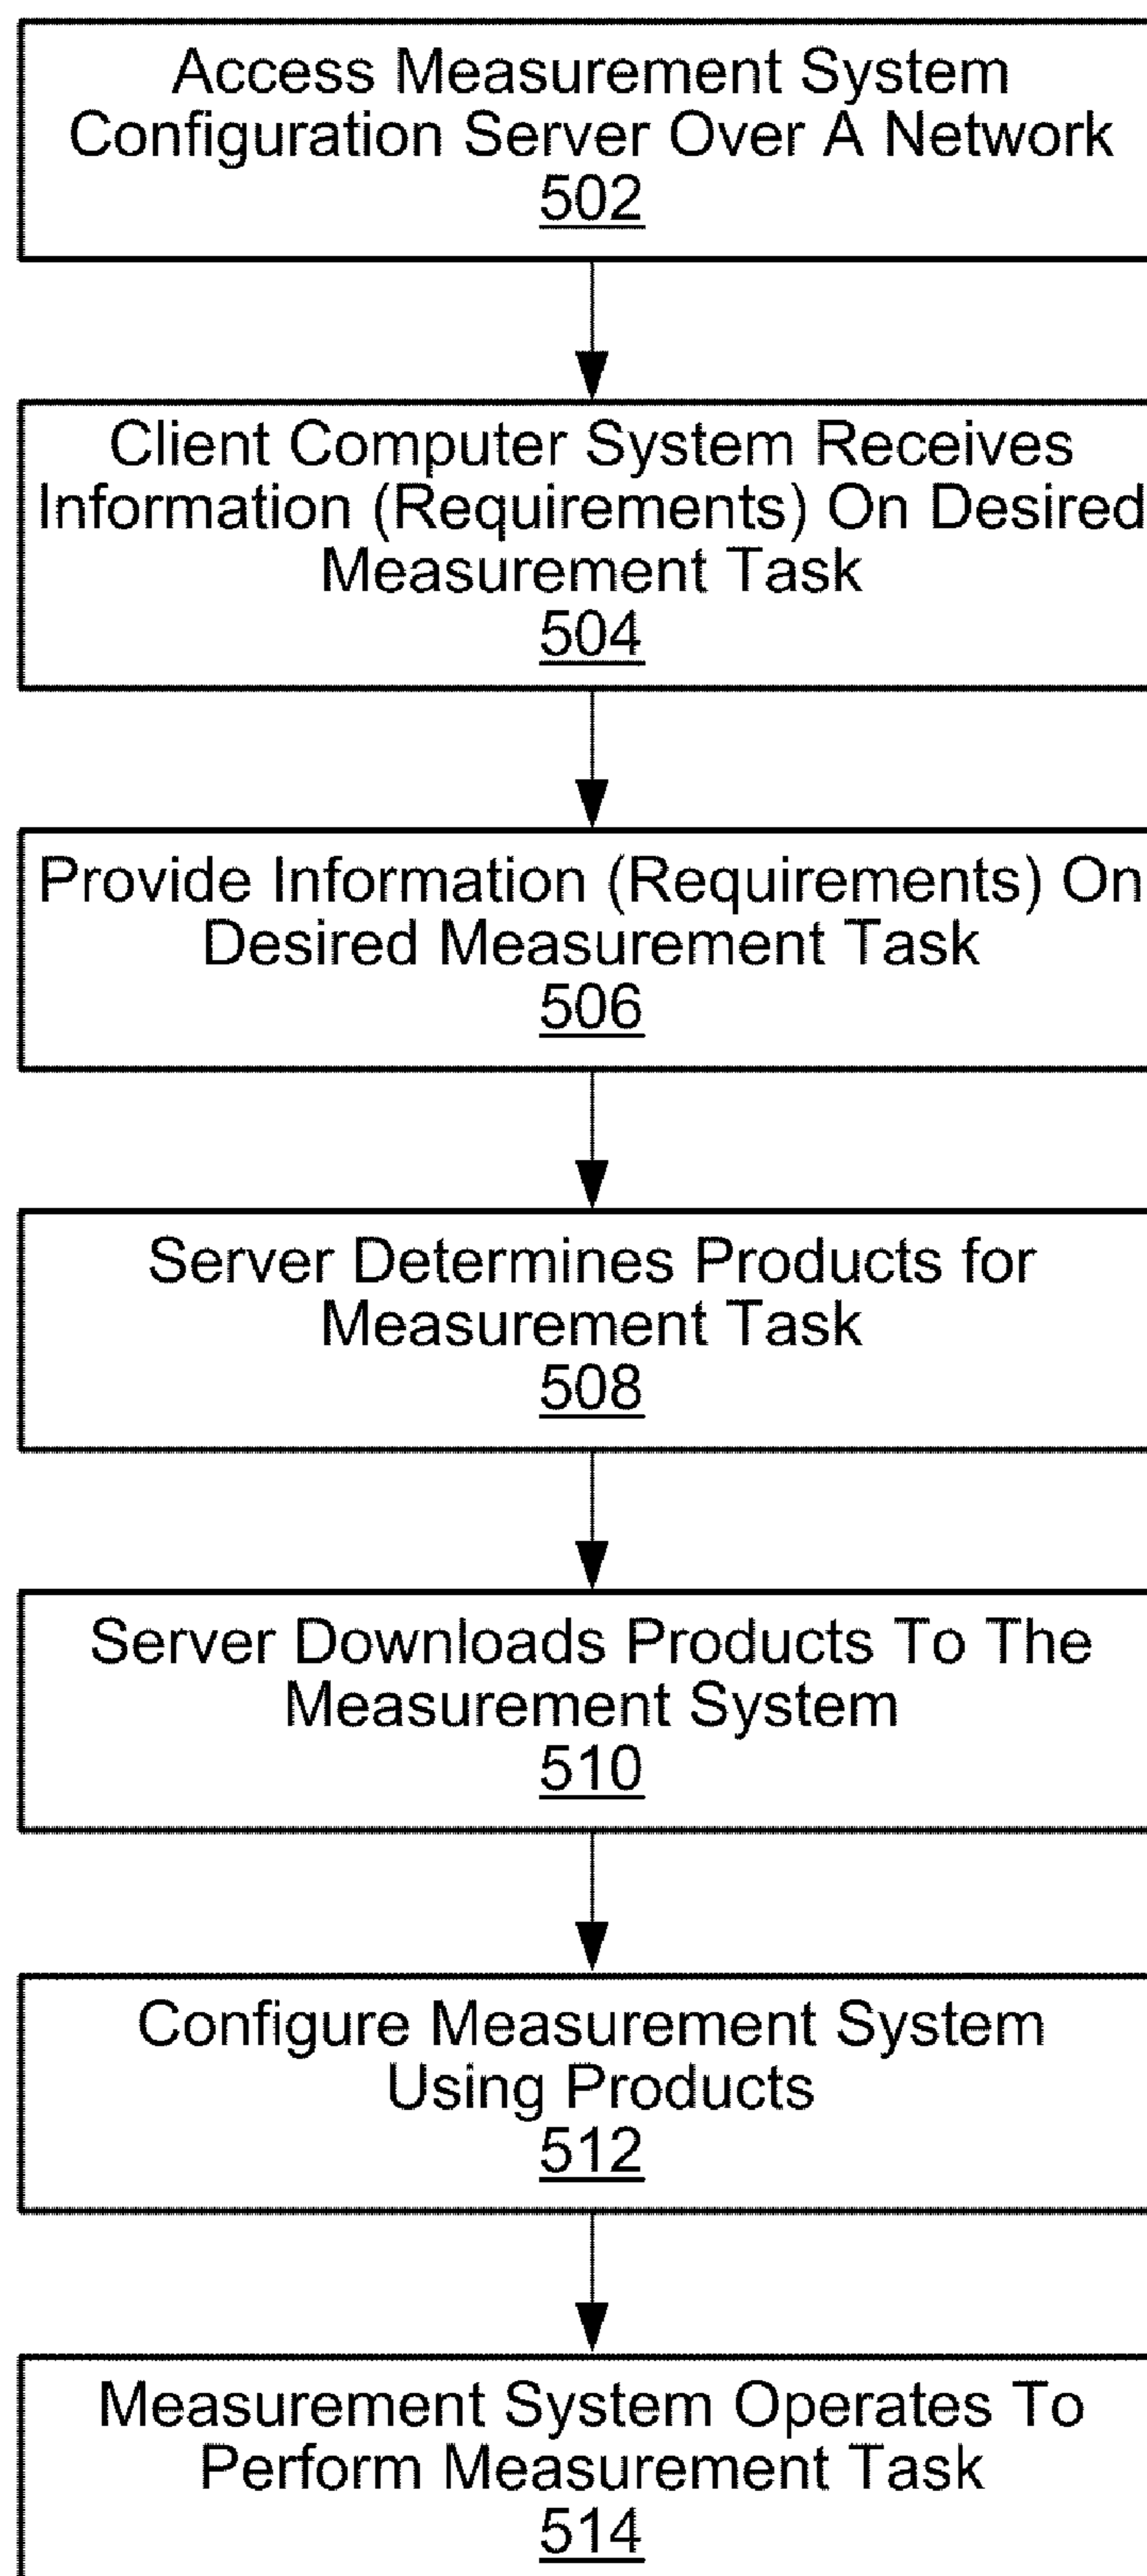 Access Measurement System
Configuration Server Over A Network
502
Client Computer System Receives
Information (Requirements) On Desired
Measurement Task
504
Provide Information (Requirements) On
Desired Measurement Task
506
Server Determines Products for
Measurement Task
508
Server Downloads Products To The
Measurement System
510
Configure Measurement System
Using Products
512
Measurement System Operates To
Perform Measurement Task
514